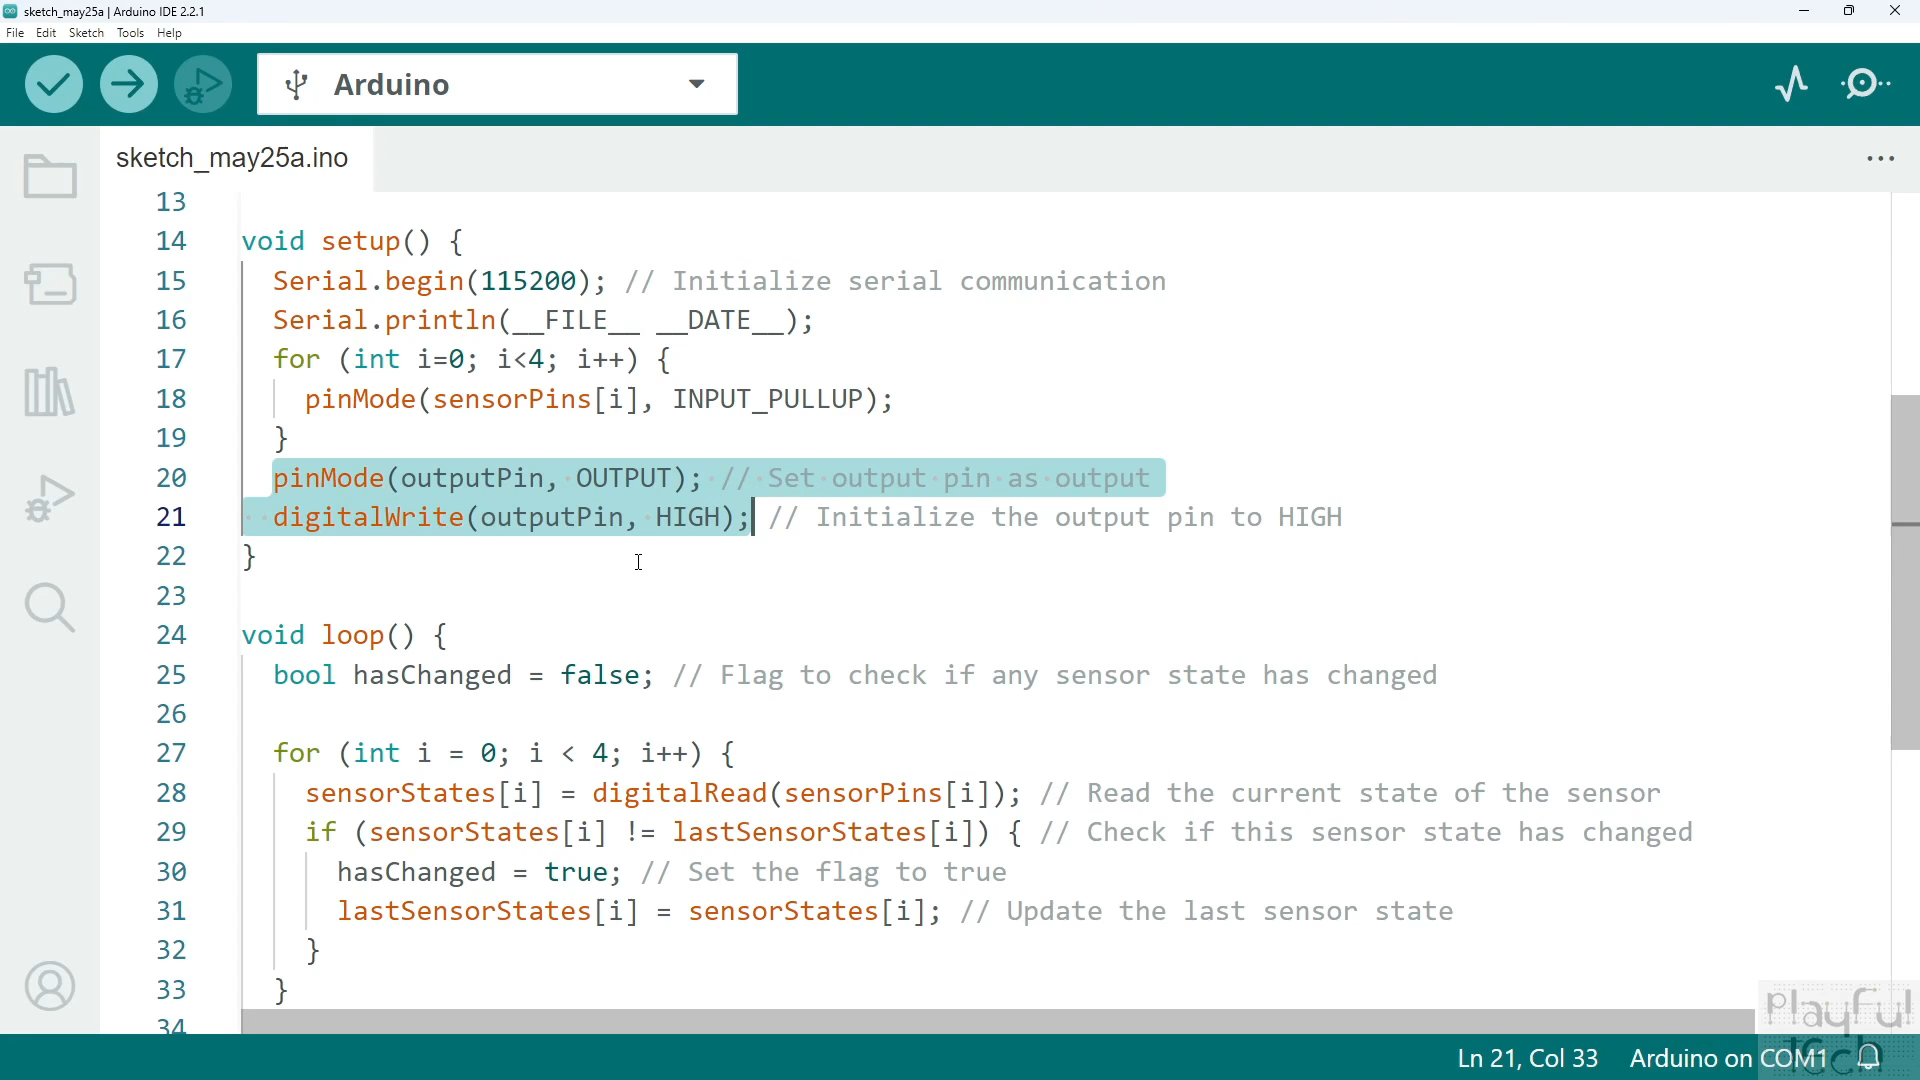 sketch_may25a | Arduino IDE 2.2.1
File Edit Sketch Tools Help
Arduino
sketch_may25a.ino
13
14 void setup() {
15 Serial.begin(115200); // Initialize serial communication
16 Serial.println(__FILE__ __DATE__);
17 for (int i=0; i<4; i++) {
18 pinMode(sensorPins[i], INPUT_PULLUP);
19 }
20 pinMode(outputPin, OUTPUT); // Set output pin as output
21 digitalWrite(outputPin, HIGH); // Initialize the output pin to HIGH
22 }
23
24 void loop() {
25 bool hasChanged = false; // Flag to check if any sensor state has changed
26
27 for (int i = 0; i < 4; i++) {
28 sensorStates[i] = digitalRead(sensorPins[i]); // Read the current state of the sensor
29 if (sensorStates[i] != lastSensorStates[i]) { // Check if this sensor state has changed
30 hasChanged = true; // Set the flag to true
31 lastSensorStates[i] = sensorStates[i]; // Update the last sensor state
32 }
33 }
34
playful
tech
Ln 21, Col 33 Arduino on COM1